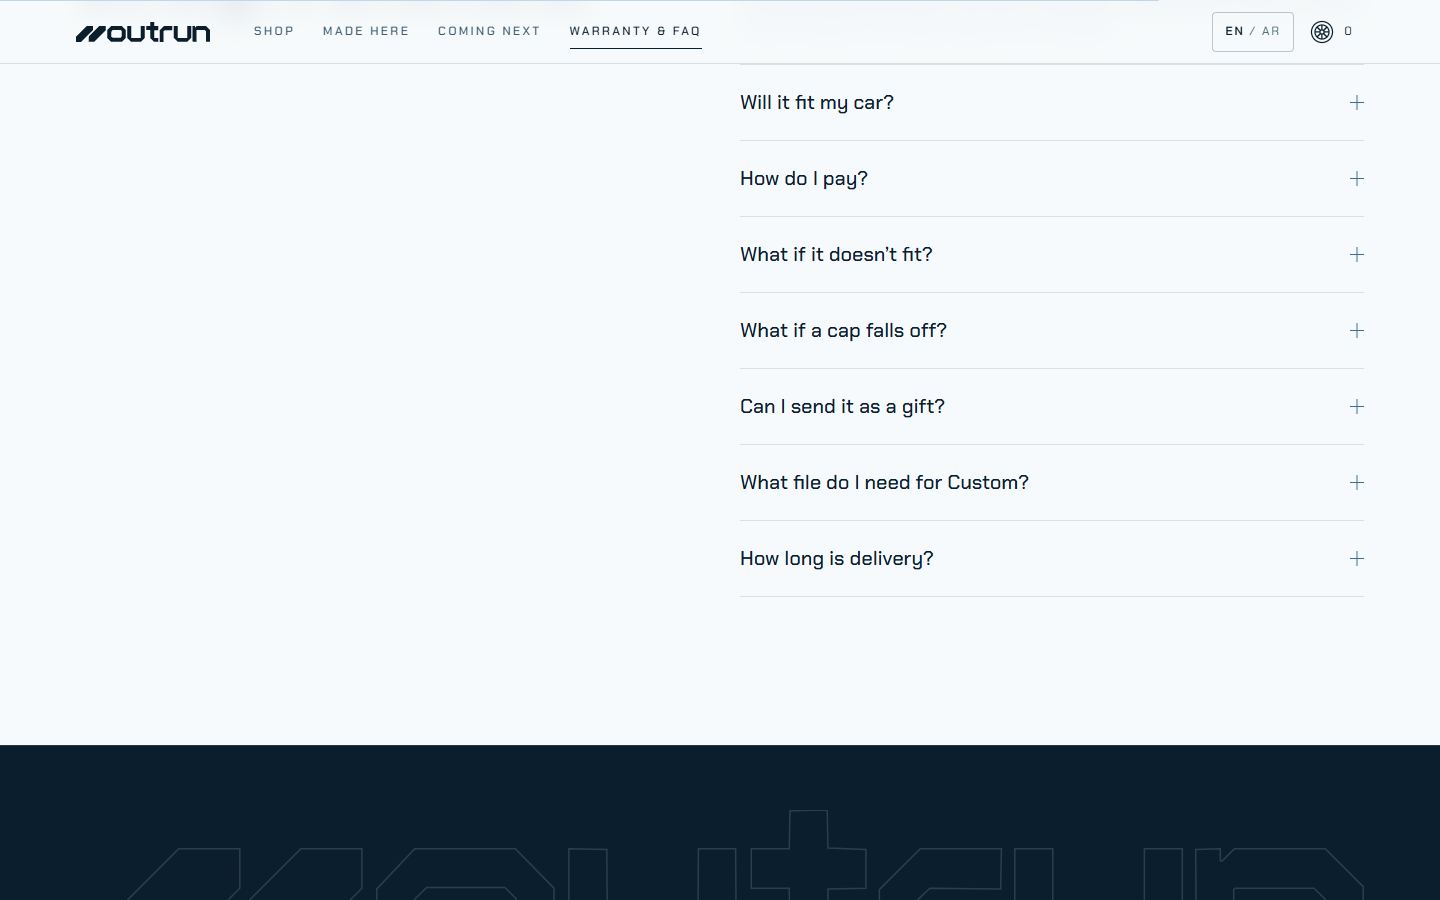 outrun
SHOP
MADE HERE
COMING NEXT
WARRANTY & FAQ
EN / AR
0
Will it fit my car?
How do I pay?
What if it doesn’t fit?
What if a cap falls off?
Can I send it as a gift?
What file do I need for Custom?
How long is delivery?
outrun